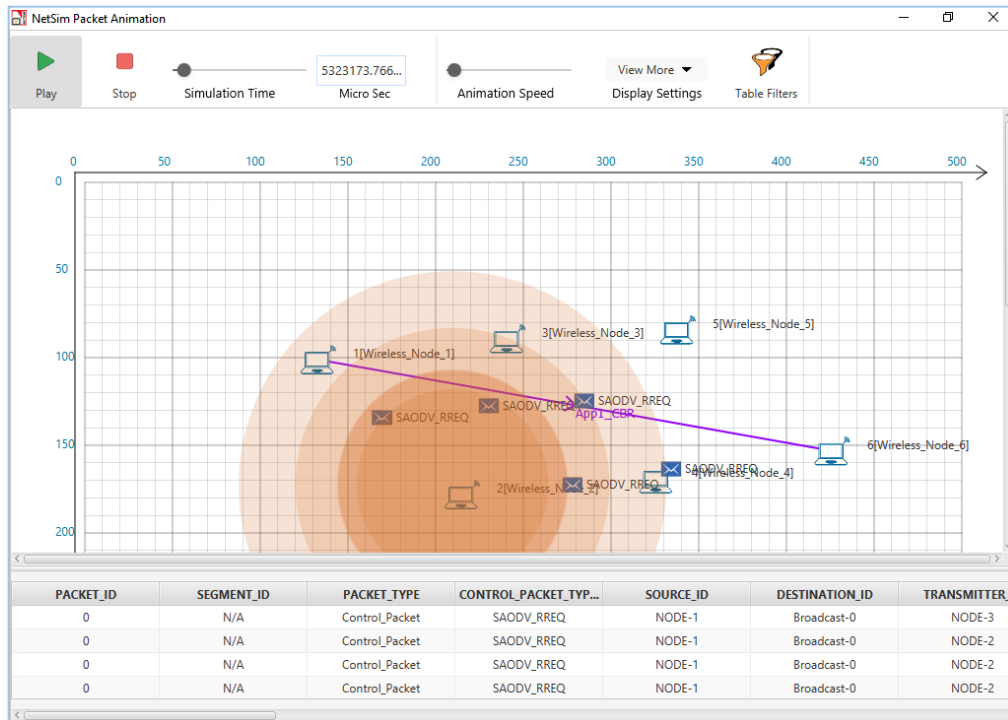 NetSim Packet Animation
Play
Stop
Simulation Time
5323173.766...
Micro Sec
Animation Speed
View More
Display Settings
Table Filters
0 50 100 150 200 250 300 350 400 450 500
0
50
100
150
200
3[Wireless_Node_3]
5[Wireless_Node_5]
1[Wireless_Node_1]
SAODV_RREQ
SAODV_RREQ
SAODV_RREQ
App1_CBR
6[Wireless_Node_6]
SAODV_RREQ
4[Wireless_Node_4]
2[Wireless_Node_2]
SAODV_RREQ
PACKET_ID SEGMENT_ID PACKET_TYPE CONTROL_PACKET_TYP... SOURCE_ID DESTINATION_ID TRANSMITTER_
0 N/A Control_Packet SAODV_RREQ NODE-1 Broadcast-0 NODE-3
0 N/A Control_Packet SAODV_RREQ NODE-1 Broadcast-0 NODE-2
0 N/A Control_Packet SAODV_RREQ NODE-1 Broadcast-0 NODE-2
0 N/A Control_Packet SAODV_RREQ NODE-1 Broadcast-0 NODE-2